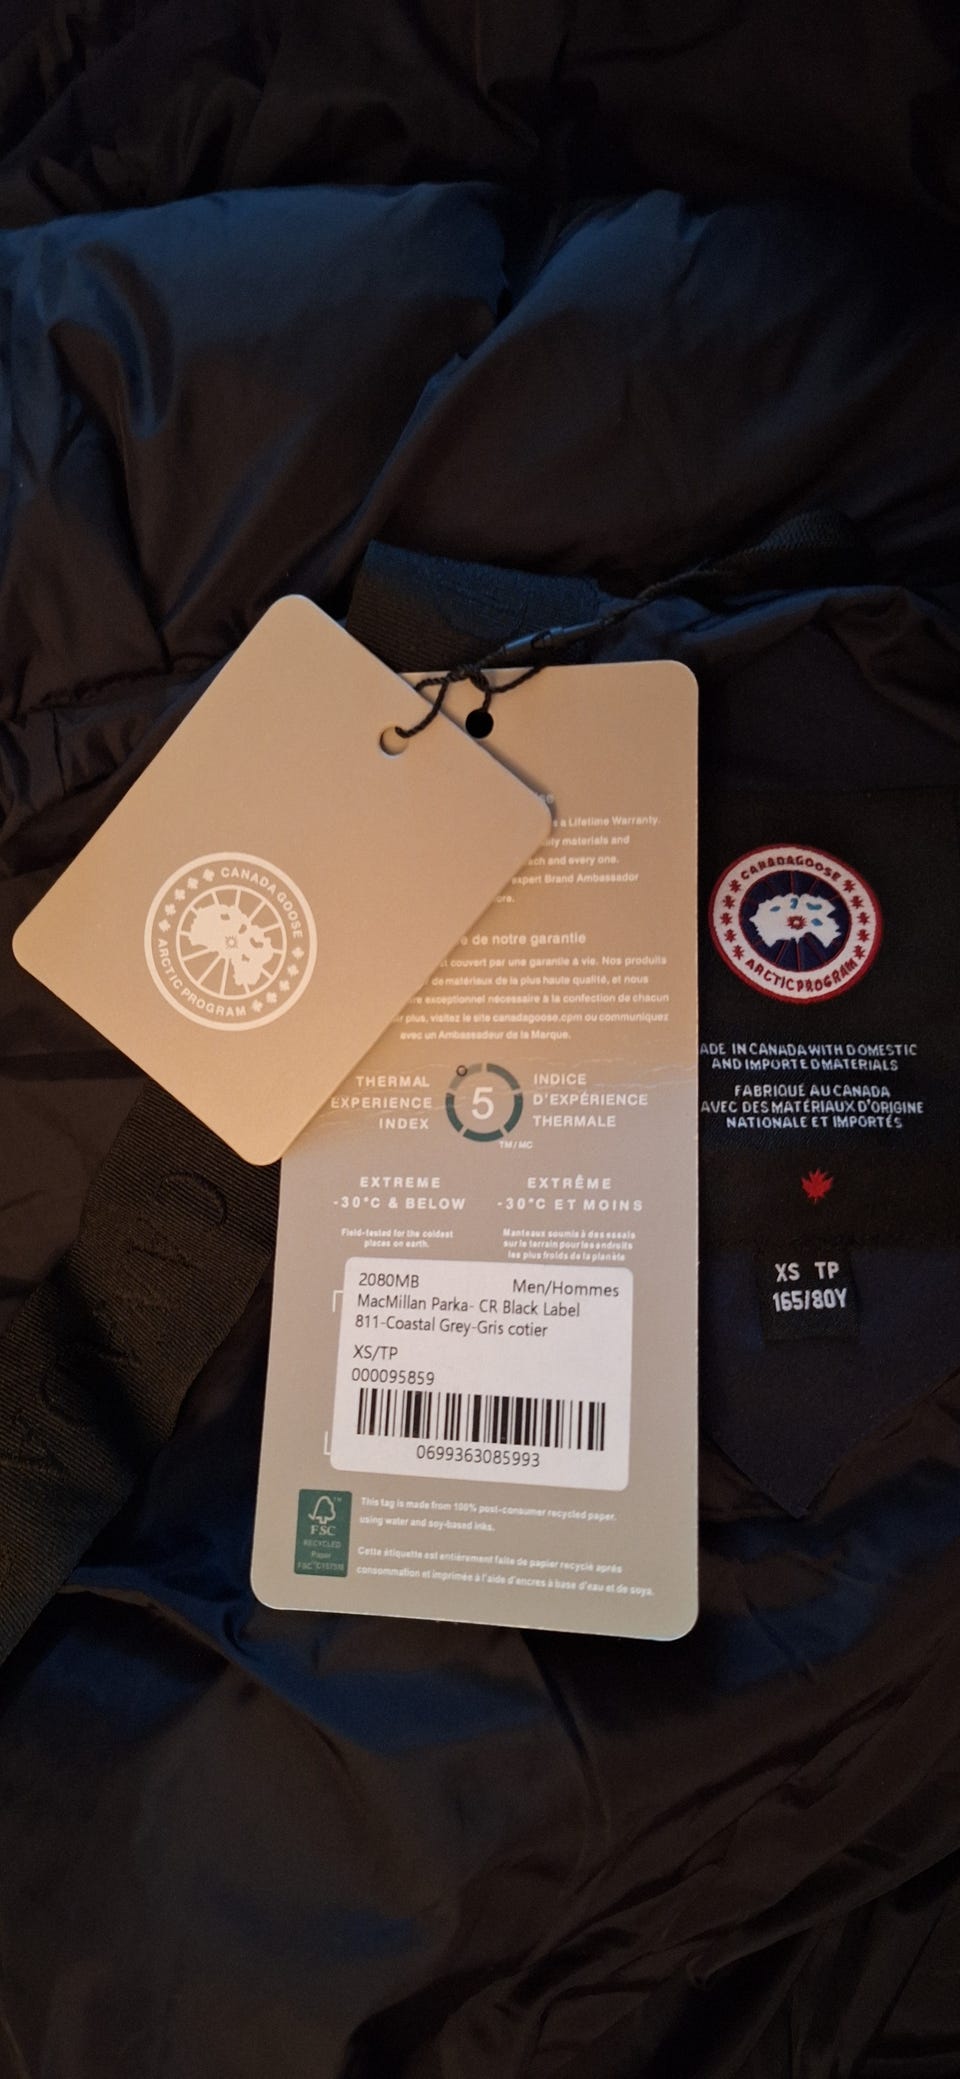 CANADA GOOSE
ARCTIC PROGRAM
s a Lifetime Warranty.
materials and
and every one.
expert Brand Ambassador
de notre garantie
couvert par une garantie à vie. Nos produits
de matériaux de la plus haute qualité, et nous
exceptionnel nécessaire à la confection de chacun
plus, visitez le site canadagoose.com ou communiquez
avec un Ambassadeur de la Marque.
THERMAL
EXPERIENCE
INDEX
5
TM/MC
INDICE
D'EXPÉRIENCE
THERMALE
EXTREME
-30°C & BELOW
Field-tested for the coldest
places on earth.
EXTRÊME
-30°C ET MOINS
Manteaux soumis à des essais
sur le terrain pour les endroits
les plus froids de la planète
2080MB Men/Hommes
MacMillan Parka- CR Black Label
811-Coastal Grey-Gris cotier
XS/TP
000095859
0699363085993
FSC
RECYCLED
Paper
This tag is made from 100% post-consumer recycled paper,
using water and soy-based inks.
Cette étiquette est entièrement faite de papier recyclé après
consommation et imprimée à l'aide d'encres à base d'eau et de soya.
CANADA GOOSE
ARCTIC PROGRAM
ADE IN CANADA WITH DOMESTIC
AND IMPORTED MATERIALS
FABRIQUÉ AU CANADA
AVEC DES MATÉRIAUX D'ORIGINE
NATIONALE ET IMPORTÉS
XS TP
165/80Y